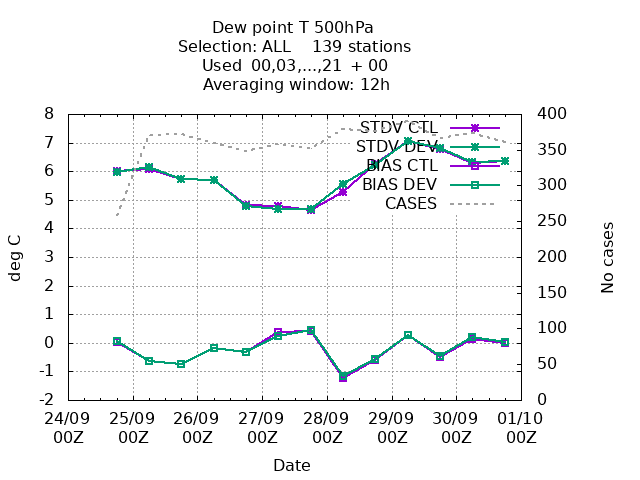 Dew point T 500hPa
Selection: ALL    139 stations
Used  00,03,...,21  + 00
Averaging window: 12h
8
7
6
5
4
3
2
1
0
-1
-2
deg C
400
350
300
250
200
150
100
50
0
No cases
STDV CTL
STDV DEV
BIAS CTL
BIAS DEV
CASES
24/09 25/09 26/09 27/09 28/09 29/09 30/09 01/10
00Z 00Z 00Z 00Z 00Z 00Z 00Z 00Z
Date